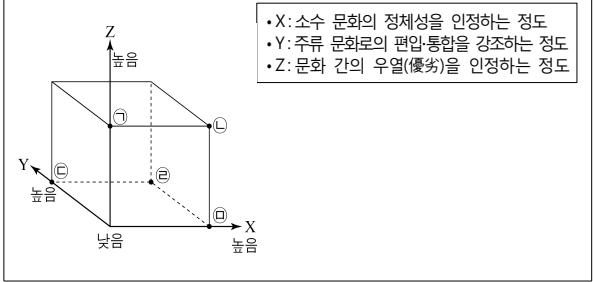 • X: 소수 문화의 정체성을 인정하는 정도
• Y: 주류 문화로의 편입·통합을 강조하는 정도
• Z: 문화 간의 우열(優劣)을 인정하는 정도
Z
높음
㉠
㉡
Y
㉢
㉣
높음
㉤
X
낮음
높음